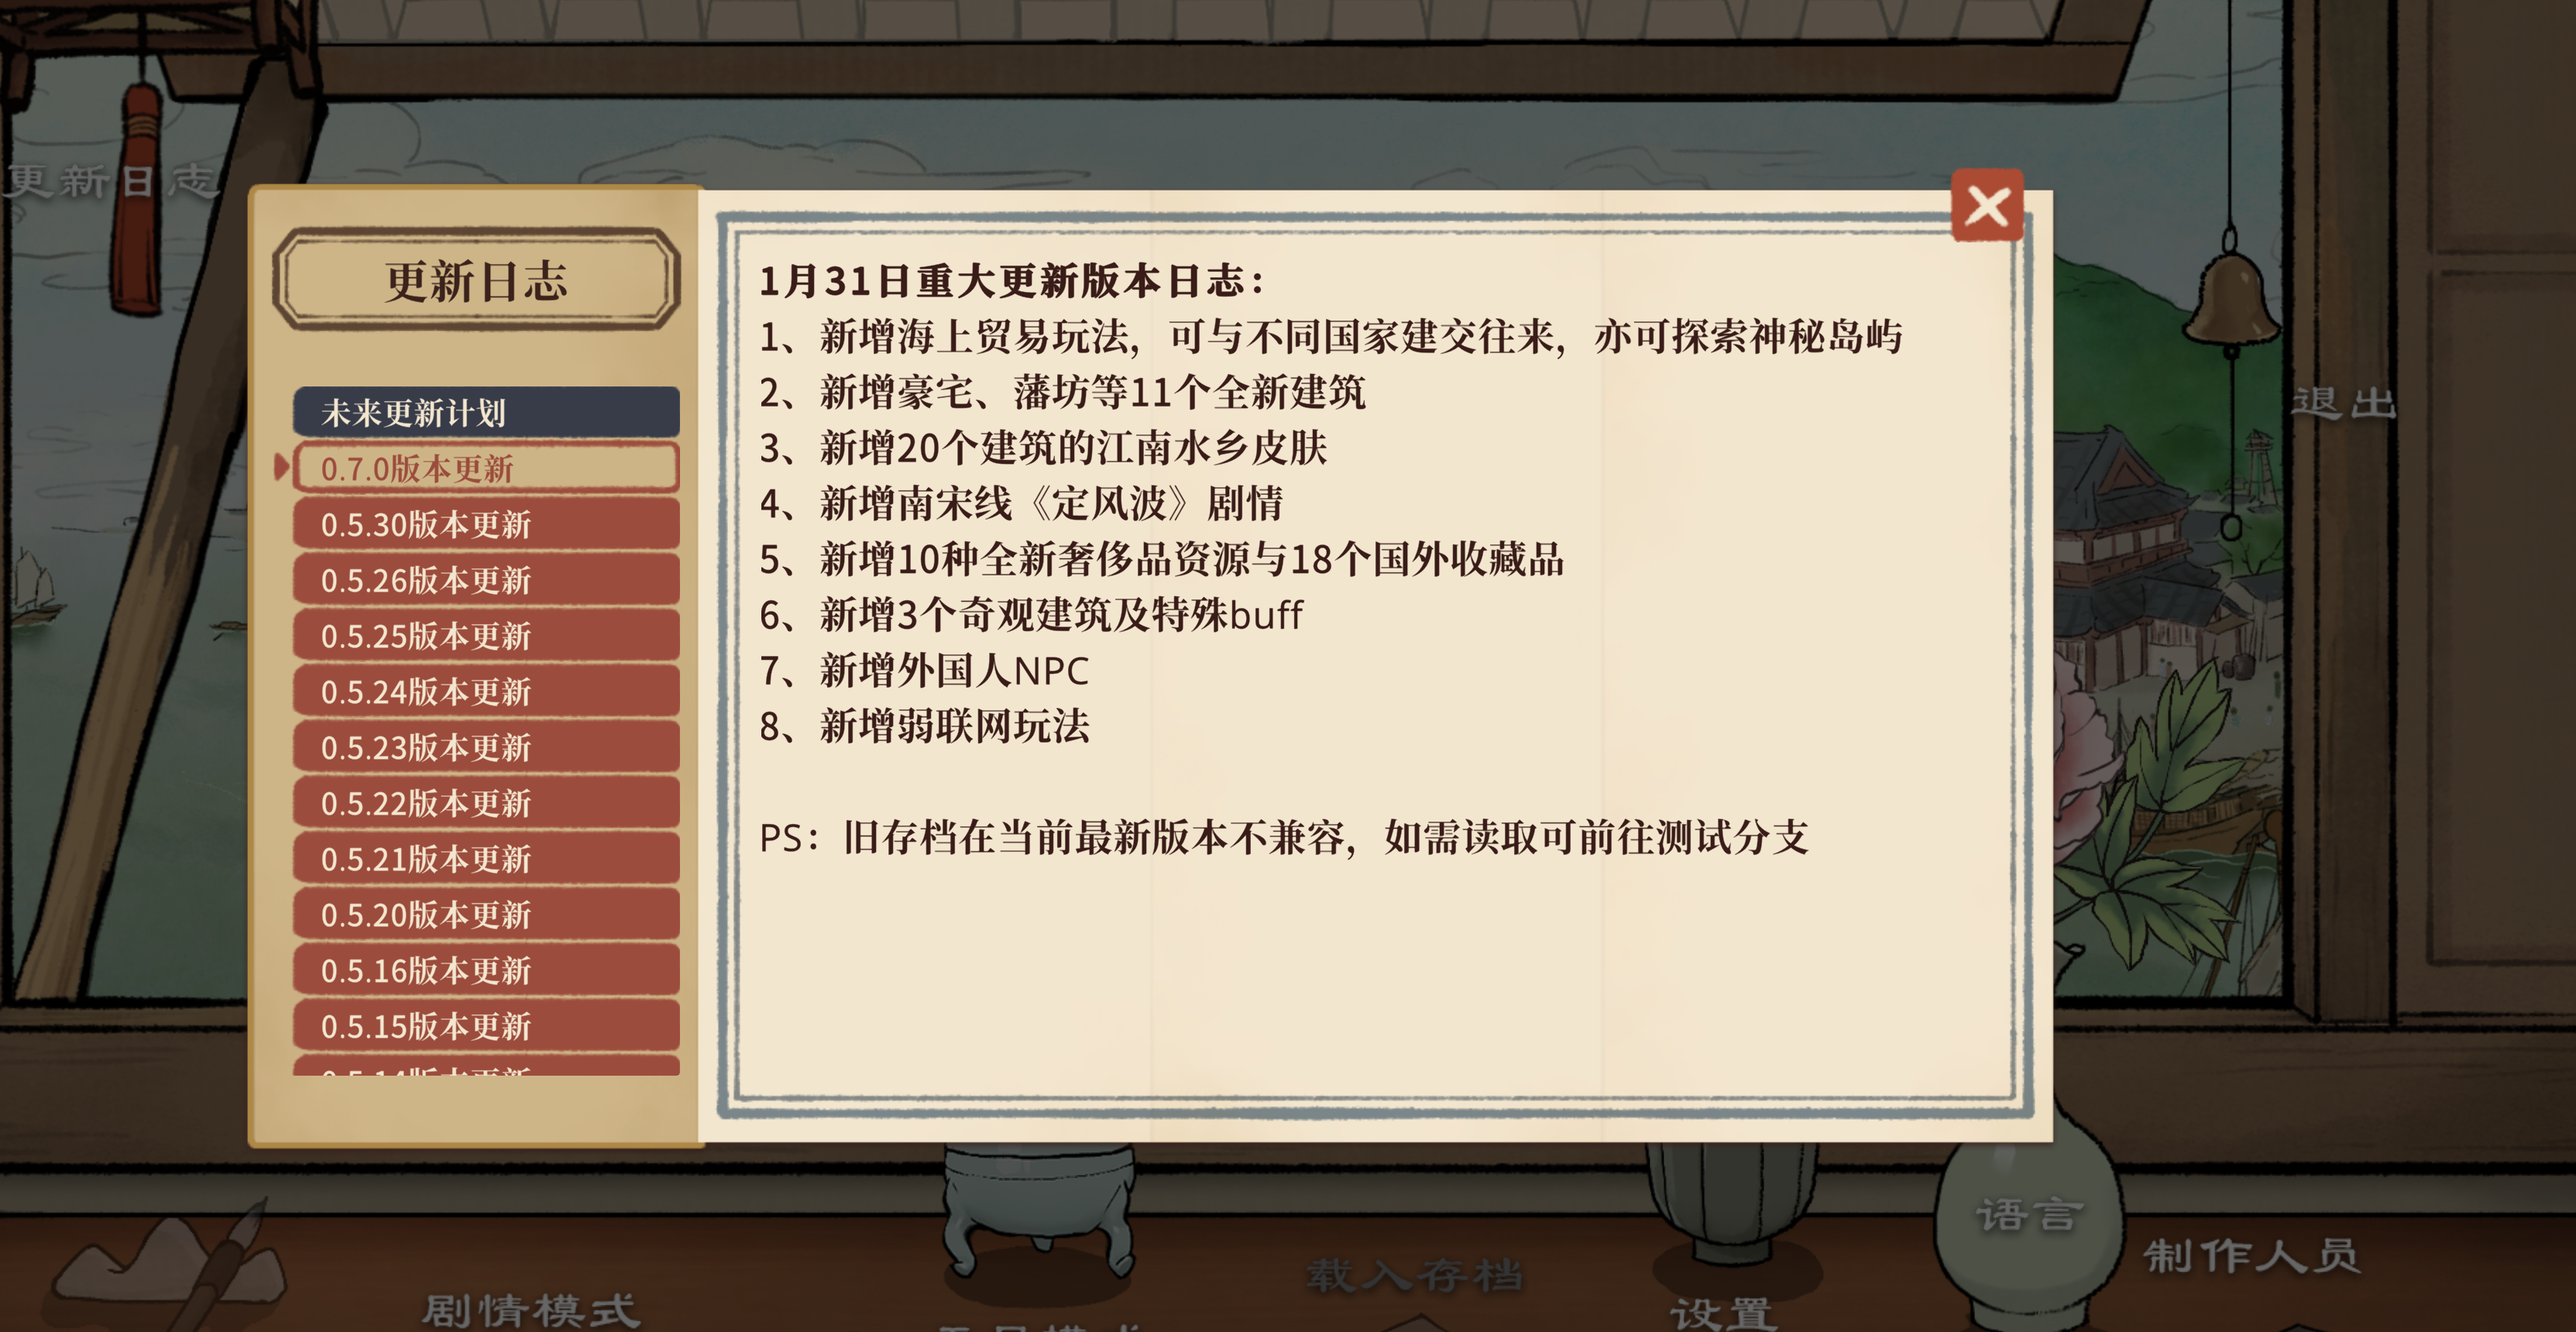 更新日志
更新日志
未来更新计划
0.7.0版本更新
0.5.30版本更新
0.5.26版本更新
0.5.25版本更新
0.5.24版本更新
0.5.23版本更新
0.5.22版本更新
0.5.21版本更新
0.5.20版本更新
0.5.16版本更新
0.5.15版本更新
0.5.14版本更新
1月31日重大更新版本日志：
1、新增海上贸易玩法，可与不同国家建交往来，亦可探索神秘岛屿
2、新增豪宅、藩坊等11个全新建筑
3、新增20个建筑的江南水乡皮肤
4、新增南宋线《定风波》剧情
5、新增10种全新奢侈品资源与18个国外收藏品
6、新增3个奇观建筑及特殊buff
7、新增外国人NPC
8、新增弱联网玩法
PS：旧存档在当前最新版本不兼容，如需读取可前往测试分支
退出
剧情模式
载入存档
设置
语言
制作人员